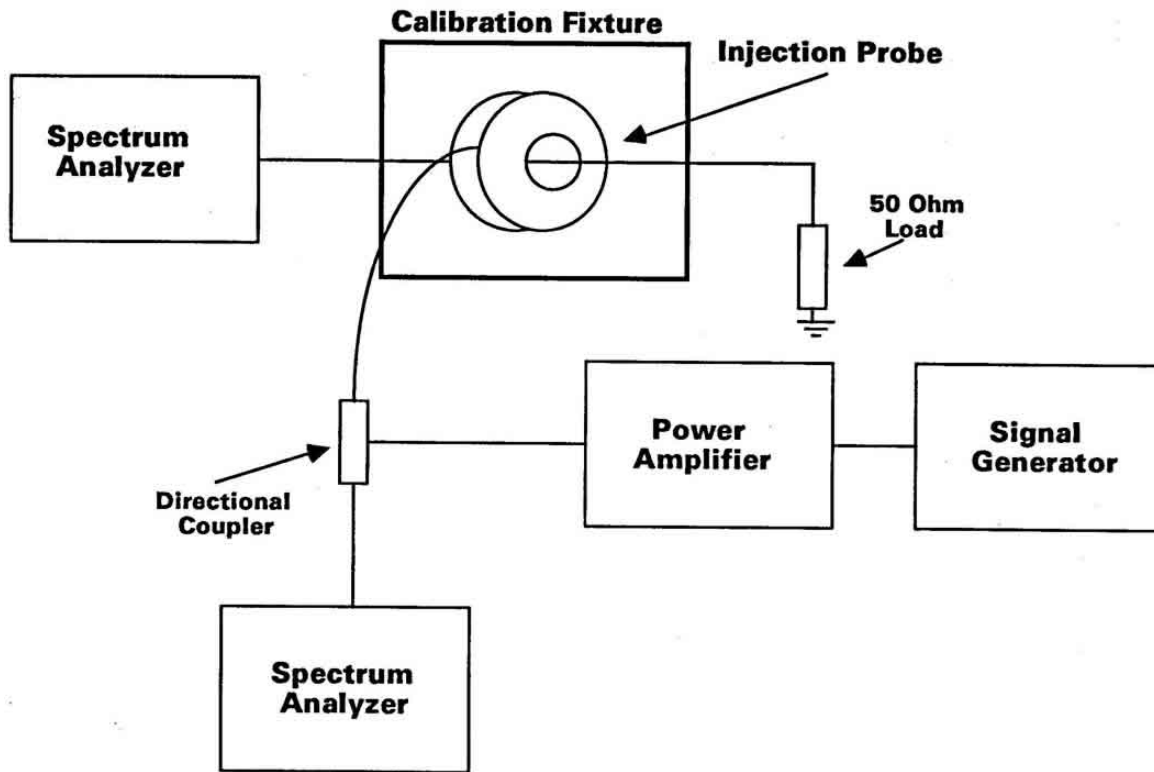 Calibration Fixture
Injection Probe
Spectrum
Analyzer
50 Ohm
Load
Power
Amplifier
Signal
Generator
Directional
Coupler
Spectrum
Analyzer